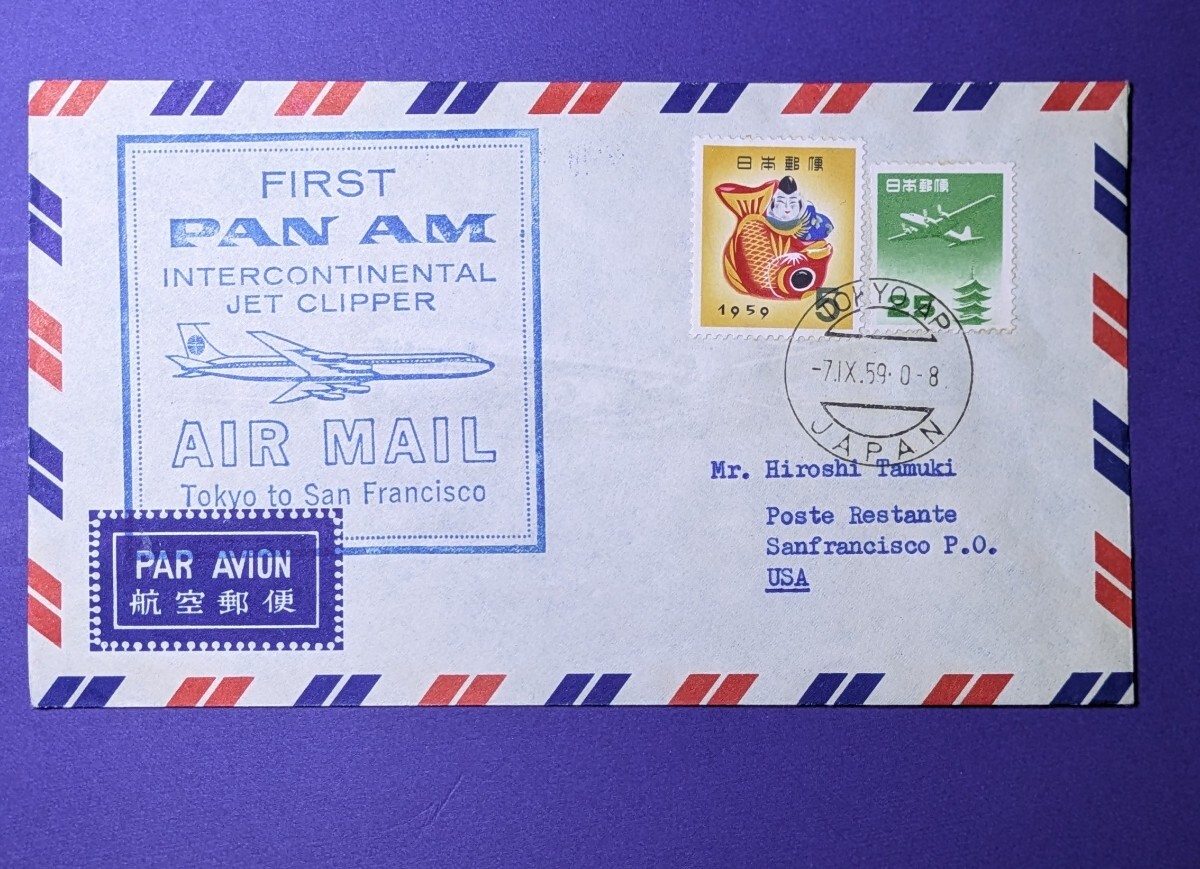 FIRST
PAN AM
INTERCONTINENTAL
JET CLIPPER
AIR MAIL
Tokyo to San Francisco
PAR AVION
航空郵便
日本郵便
1959
5
日本郵便
25
TOKYO AP
-7.IX.59. 0-8
JAPAN
Mr. Hiroshi Tamuki
Poste Restante
Sanfrancisco P.O.
USA